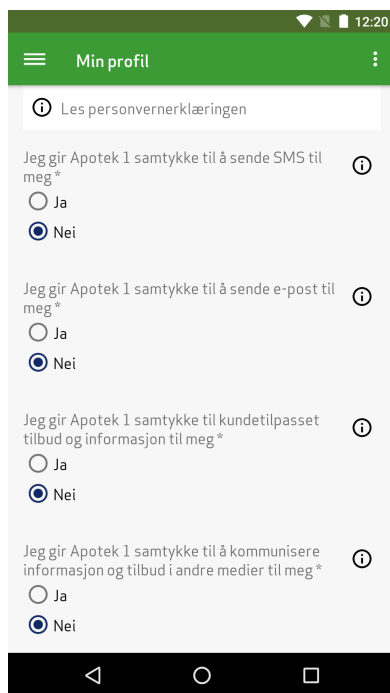 12:20
Min profil
Les personvernerklæringen
Jeg gir Apotek 1 samtykke til å sende SMS til
meg *
Ja
Nei
Jeg gir Apotek 1 samtykke til å sende e-post til
meg *
Ja
Nei
Jeg gir Apotek 1 samtykke til kundetilpasset
tilbud og informasjon til meg *
Ja
Nei
Jeg gir Apotek 1 samtykke til å kommunisere
informasjon og tilbud i andre medier til meg *
Ja
Nei